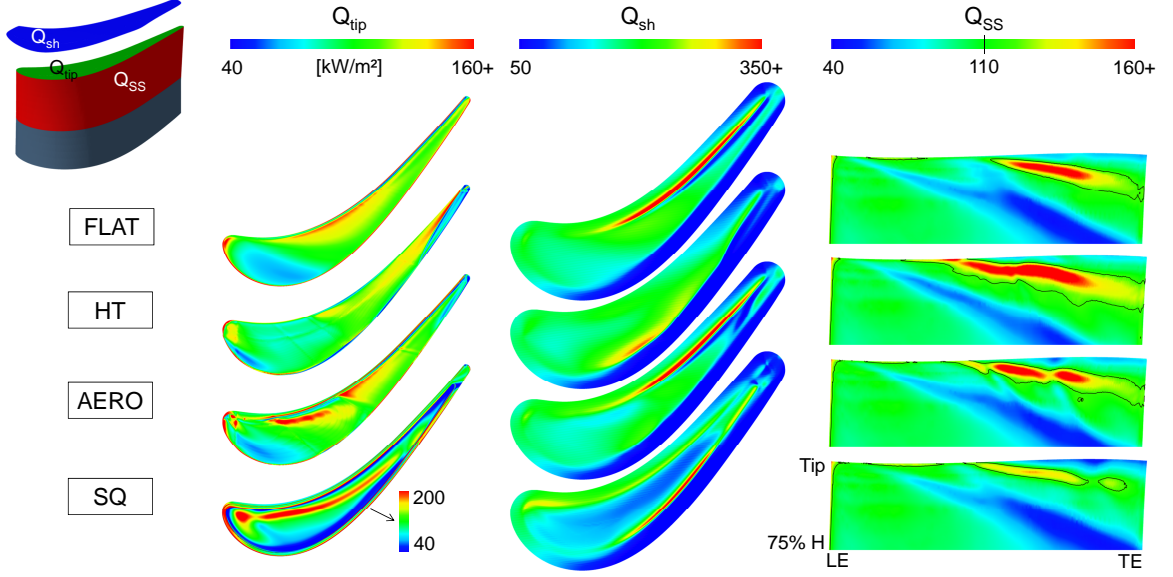 Q_tip
Q_sh
Q_SS
40 [kW/m²] 160+
50 350+
40 110 160+
Q_sh
Q_tip
Q_SS
FLAT
HT
AERO
SQ
200
40
Tip
75% H
LE TE